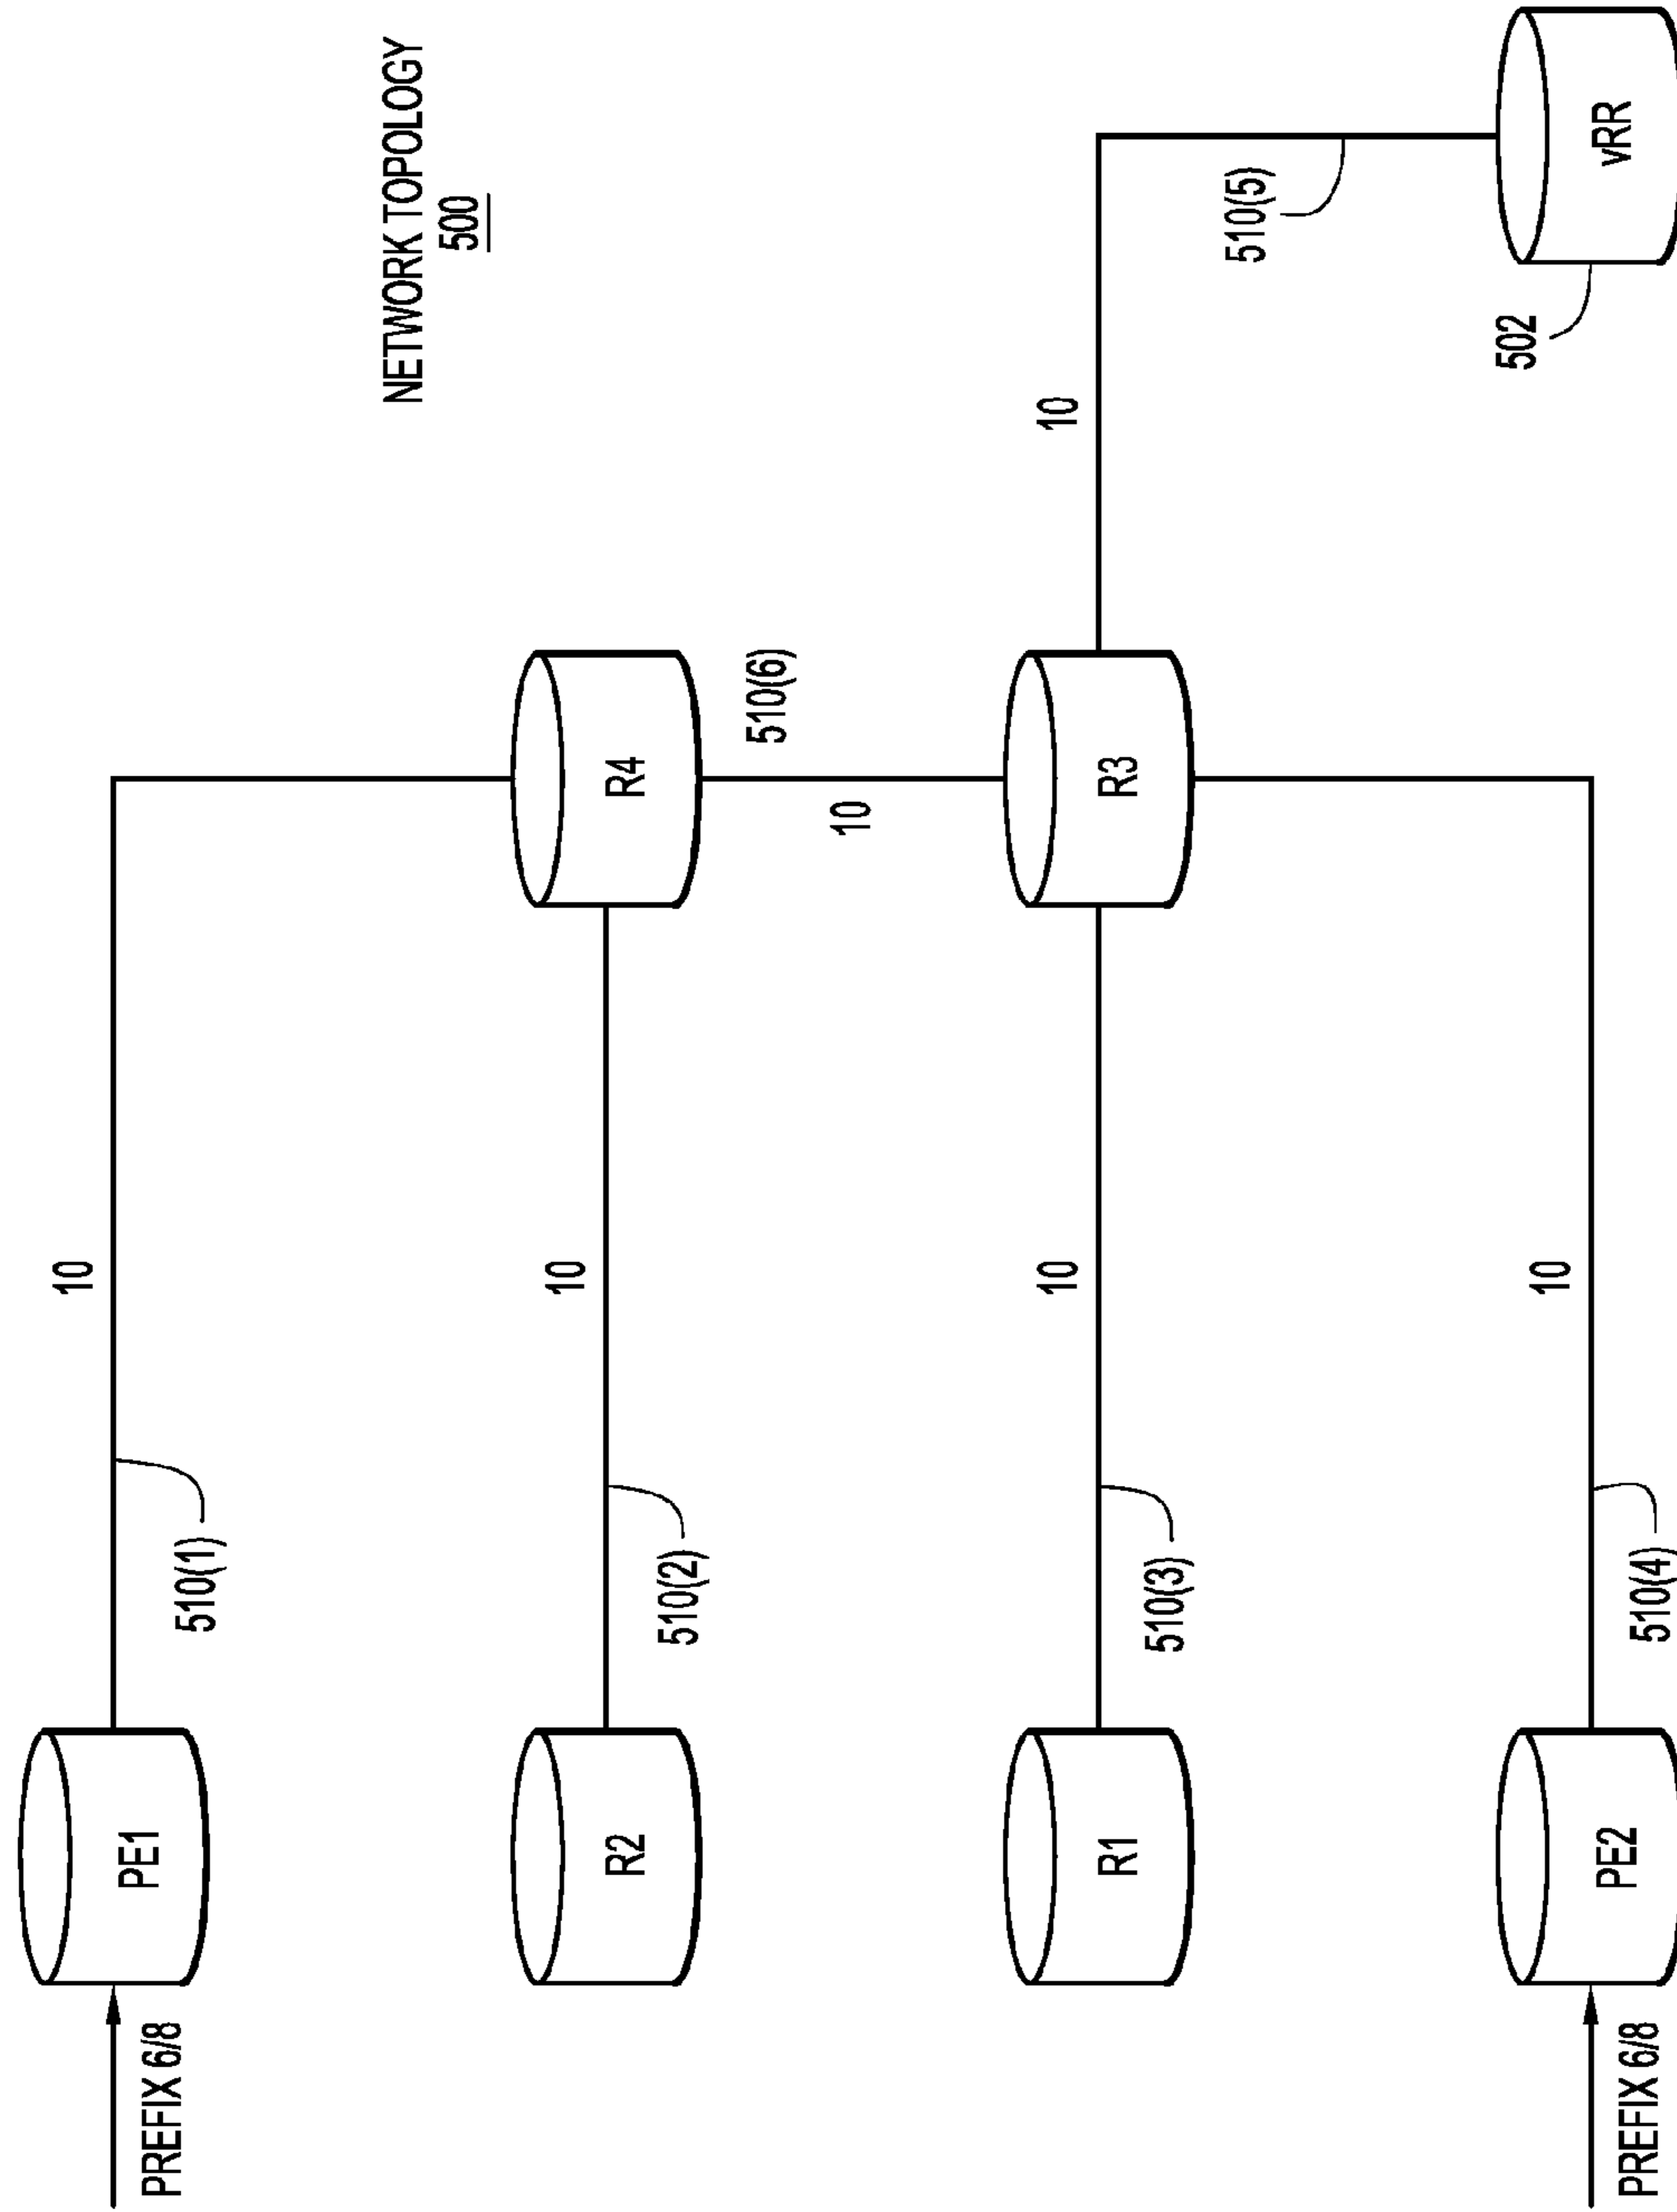 10
PREFIX 6/8
PE1
510(1)
NETWORK TOPOLOGY
500
10
R2
R4
510(2)
510(6)
10
10
10
R1
R3
510(3)
510(5)
502
10
PREFIX 6/8
PE2
510(4)
vRR